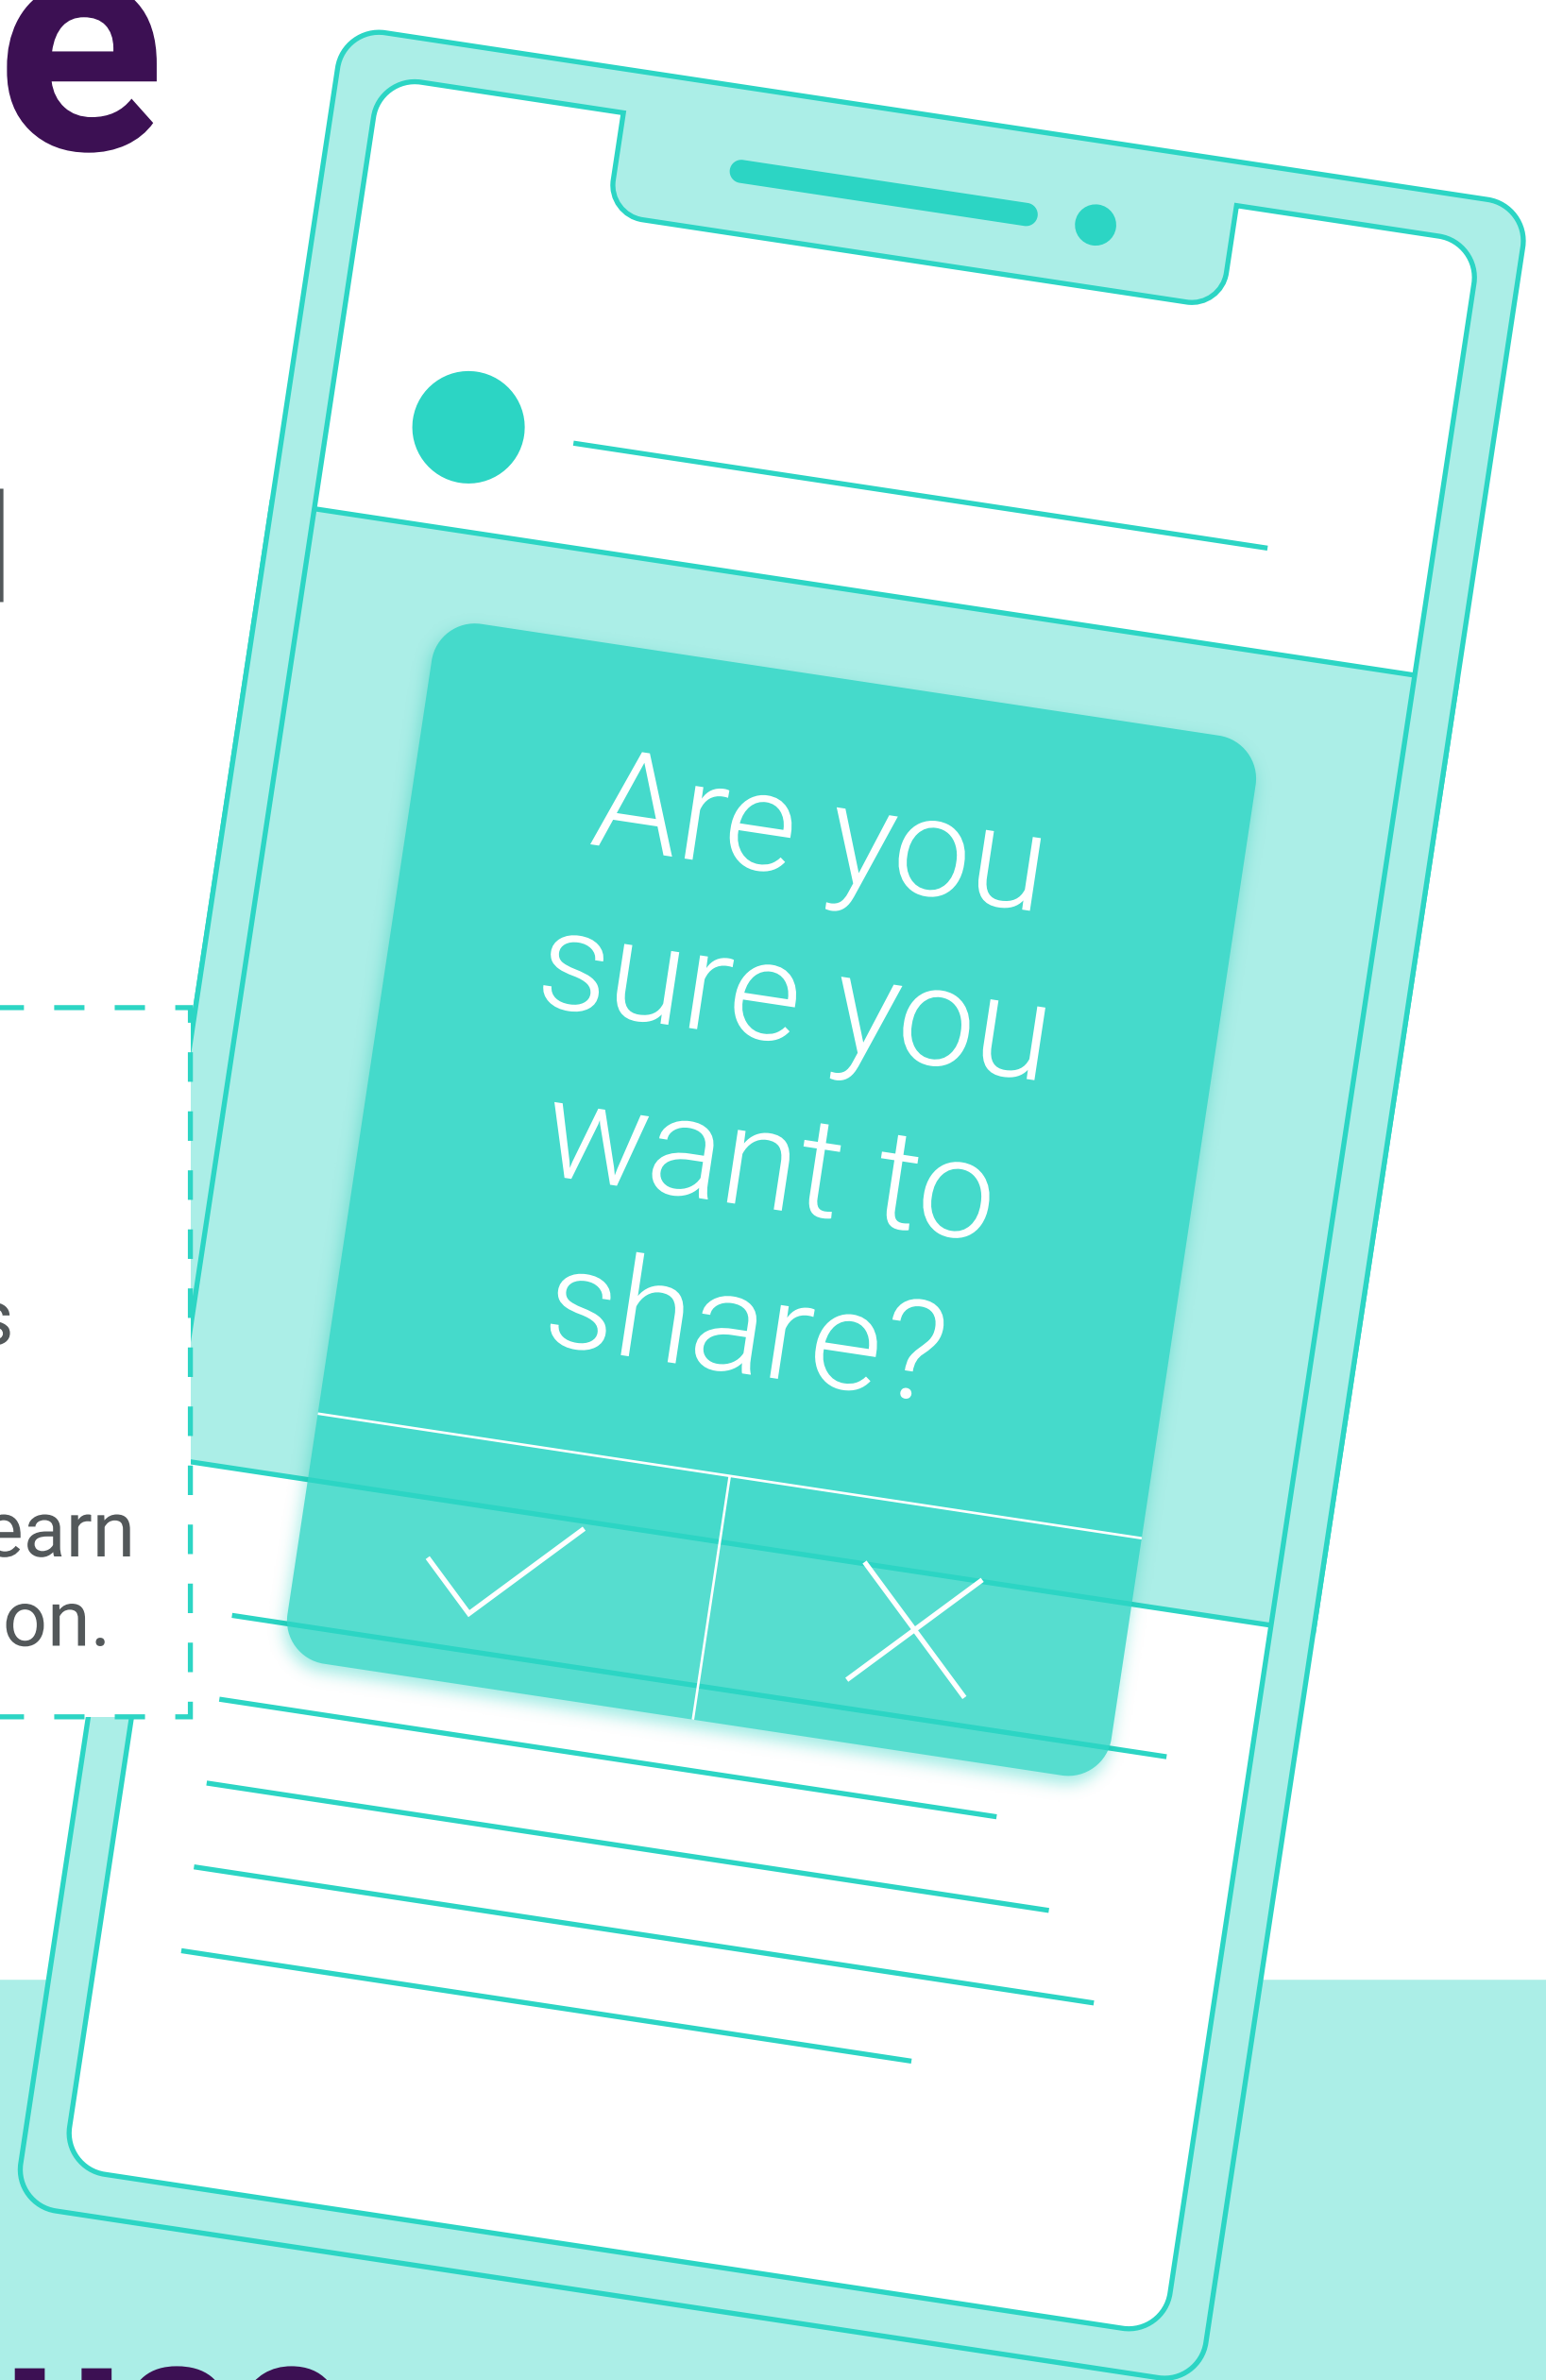 e
Are you
sure you
want to
share?
s
earn
on.